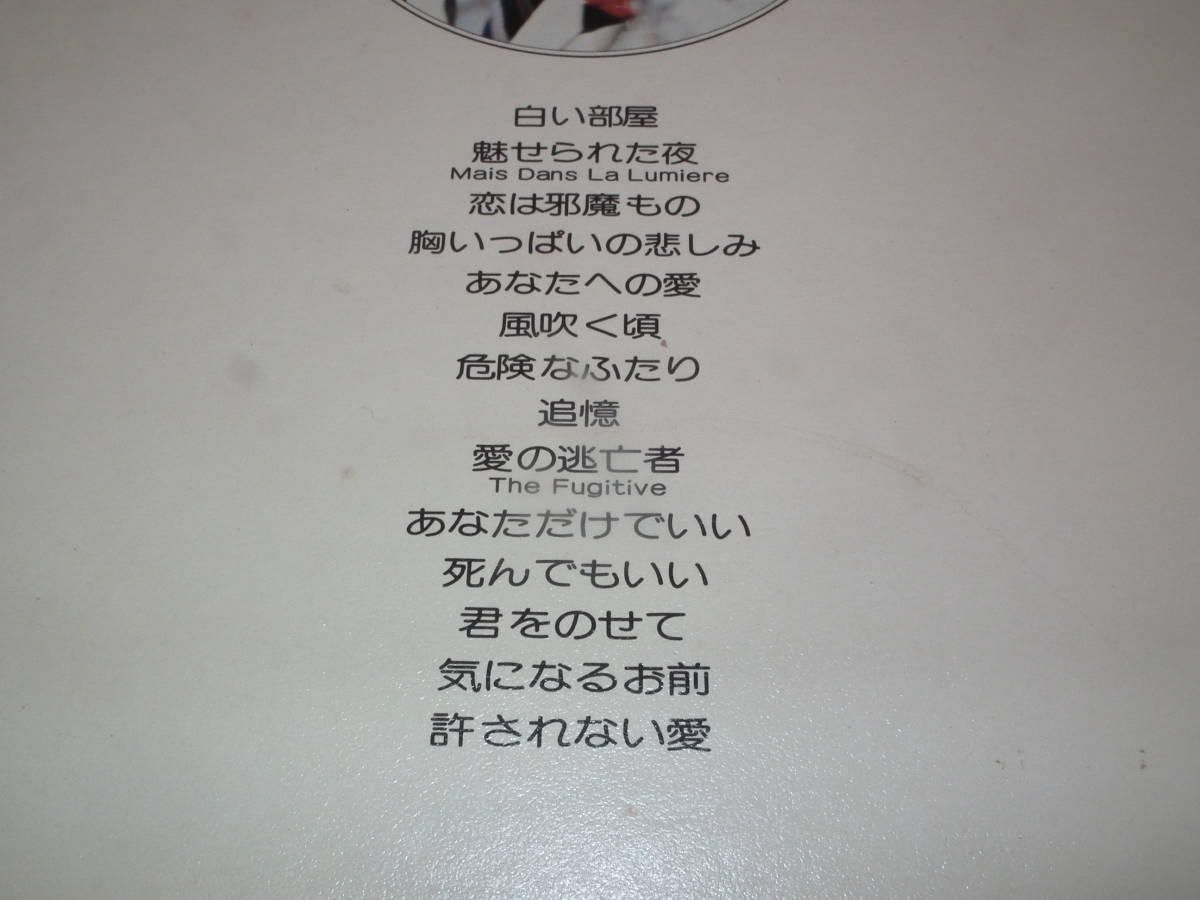 白い部屋
魅せられた夜
Mais Dans La Lumiere
恋は邪魔もの
胸いっぱいの悲しみ
あなたへの愛
風吹く頃
危険なふたり
追憶
愛の逃亡者
The Fugitive
あなただけでいい
死んでもいい
君をのせて
気になるお前
許されない愛